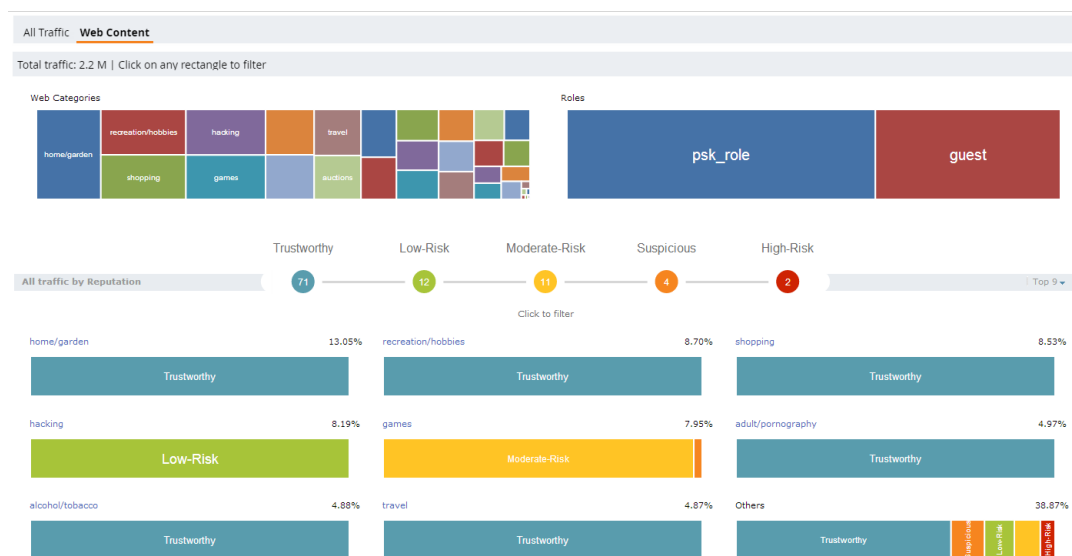 All Traffic Web Content
Total traffic: 2.2 M | Click on any rectangle to filter
Web Categories
Roles
home/garden
recreation/hobbies
hacking
travel
shopping
games
auctions
psk_role
guest
Trustworthy Low-Risk Moderate-Risk Suspicious High-Risk
All traffic by Reputation 71 12 11 4 2 Top 9
Click to filter
home/garden 13.05% recreation/hobbies 8.70% shopping 8.53%
Trustworthy Trustworthy Trustworthy
hacking 8.19% games 7.95% adult/pornography 4.97%
Low-Risk Moderate-Risk Trustworthy
alcohol/tobacco 4.88% travel 4.87% Others 38.87%
Trustworthy Trustworthy Trustworthy Suspicious Low-Risk High-Risk